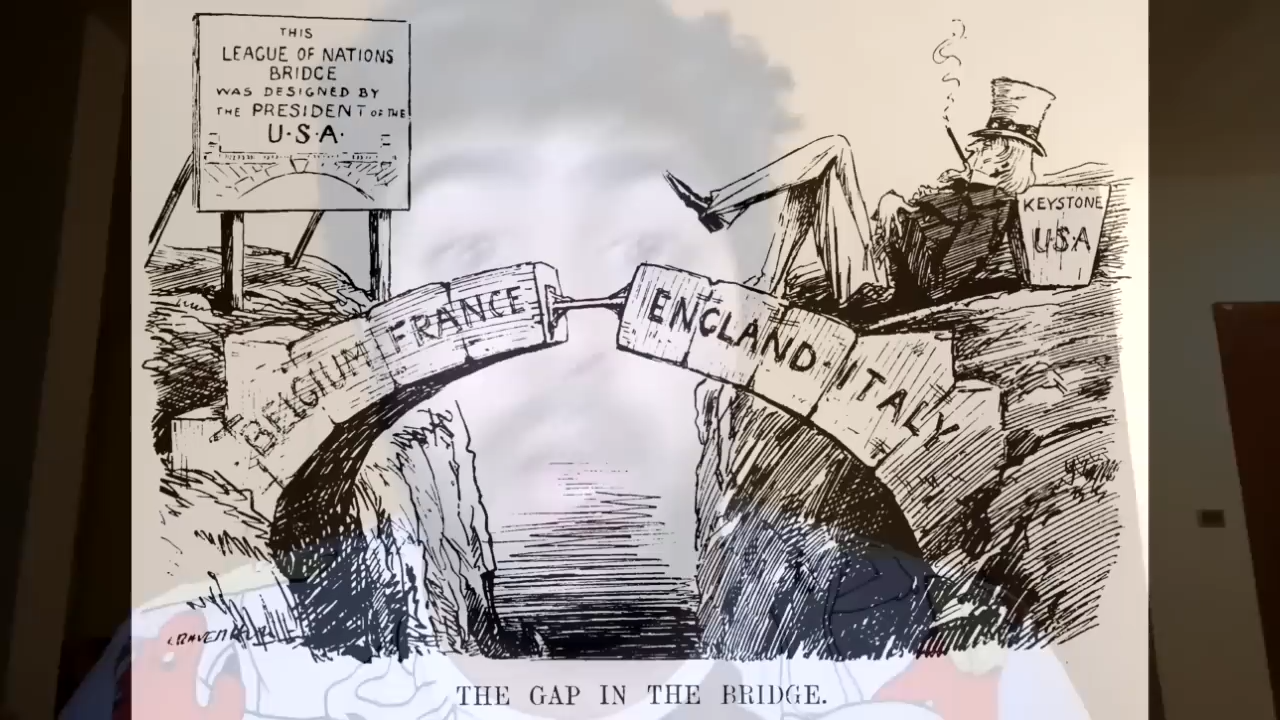 THIS
LEAGUE OF NATIONS
BRIDGE
WAS DESIGNED BY
THE PRESIDENT OF THE
U.S.A.
KEYSTONE
U.S.A
BELGIUM
FRANCE
ENGLAND
ITALY
THE GAP IN THE BRIDGE.